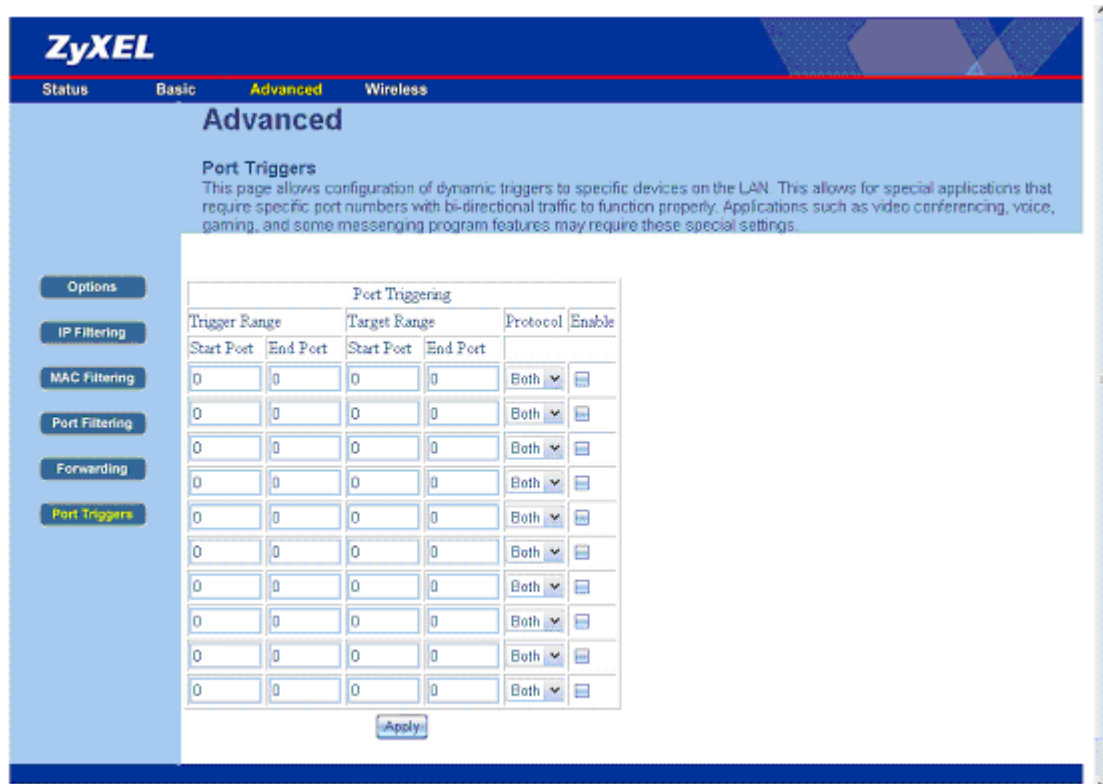 ZyXEL
Status Basic Advanced Wireless
Advanced
Port Triggers
This page allows configuration of dynamic triggers to specific devices on the LAN. This allows for special applications that
require specific port numbers with bi-directional traffic to function properly. Applications such as video conferencing, voice,
gaming, and some messenging program features may require these special settings.
Options
IP Filtering
MAC Filtering
Port Filtering
Forwarding
Port Triggers
Port Triggering
Trigger Range Target Range Protocol Enable
Start Port End Port Start Port End Port
0 0 0 0 Both
0 0 0 0 Both
0 0 0 0 Both
0 0 0 0 Both
0 0 0 0 Both
0 0 0 0 Both
0 0 0 0 Both
0 0 0 0 Both
0 0 0 0 Both
0 0 0 0 Both
Apply